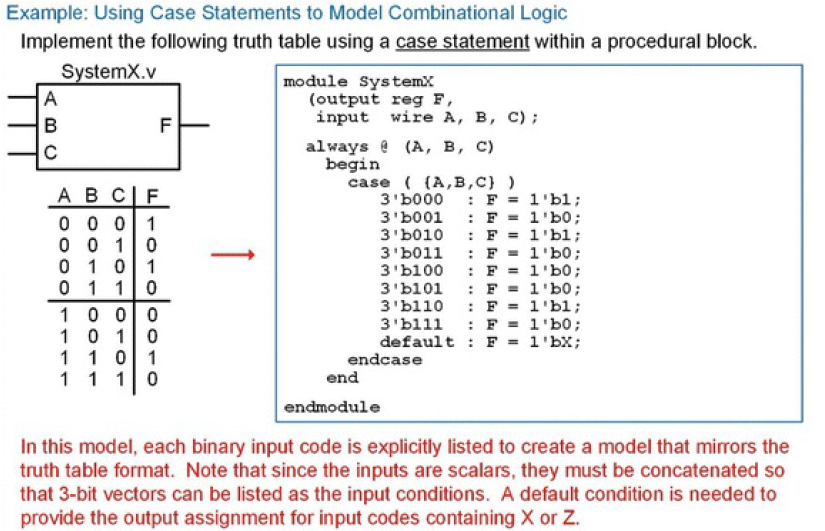 Example: Using Case Statements to Model Combinational Logic
Implement the following truth table using a case statement within a procedural block.
SystemX.v
A
B
C
F
A B C F
0 0 0 1
0 0 1 0
0 1 0 1
0 1 1 0
1 0 0 0
1 0 1 0
1 1 0 1
1 1 1 0
module SystemX
(output reg F,
input wire A, B, C);
always @ (A, B, C)
begin
case ( {A,B,C} )
3'b000 : F = 1'b1;
3'b001 : F = 1'b0;
3'b010 : F = 1'b1;
3'b011 : F = 1'b0;
3'b100 : F = 1'b0;
3'b101 : F = 1'b0;
3'b110 : F = 1'b1;
3'b111 : F = 1'b0;
default : F = 1'bX;
endcase
end
endmodule
In this model, each binary input code is explicitly listed to create a model that mirrors the
truth table format. Note that since the inputs are scalars, they must be concatenated so
that 3-bit vectors can be listed as the input conditions. A default condition is needed to
provide the output assignment for input codes containing X or Z.